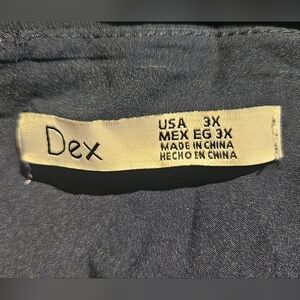 Dex
USA 3X
MEX EG 3X
MADE IN CHINA
HECHO EN CHINA